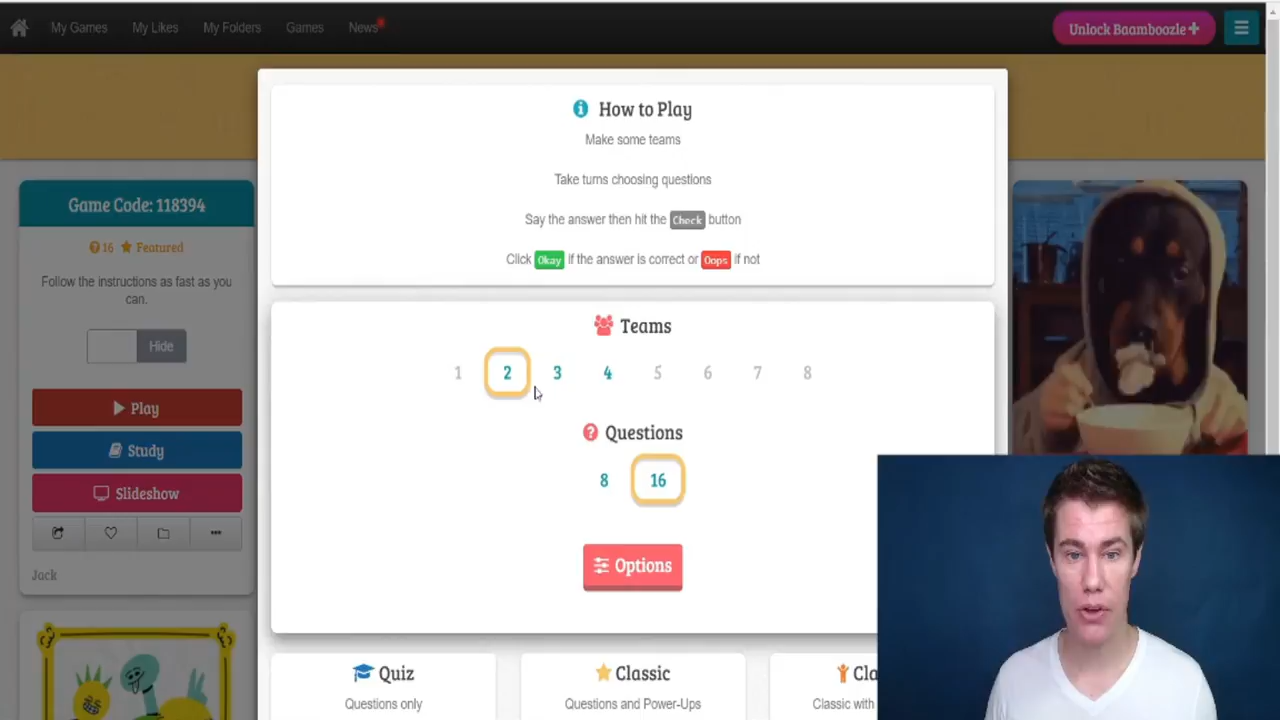 My Games My Likes My Folders Games News
Unlock Baamboozle+
How to Play
Make some teams
Take turns choosing questions
Say the answer then hit the Check button
Click Okay if the answer is correct or Oops if not
Game Code: 118394
16 Featured
Follow the instructions as fast as you
can.
Hide
Play
Study
Slideshow
Jack
Teams
1 2 3 4 5 6 7 8
Questions
8 16
Options
Quiz
Questions only
Classic
Questions and Power-Ups
Cla
Classic with